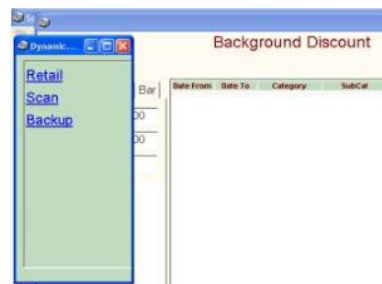 Dynamic...
Background Discount
Retail
Scan
Backup
Bar
00
00
Date From Date To Category SubCat